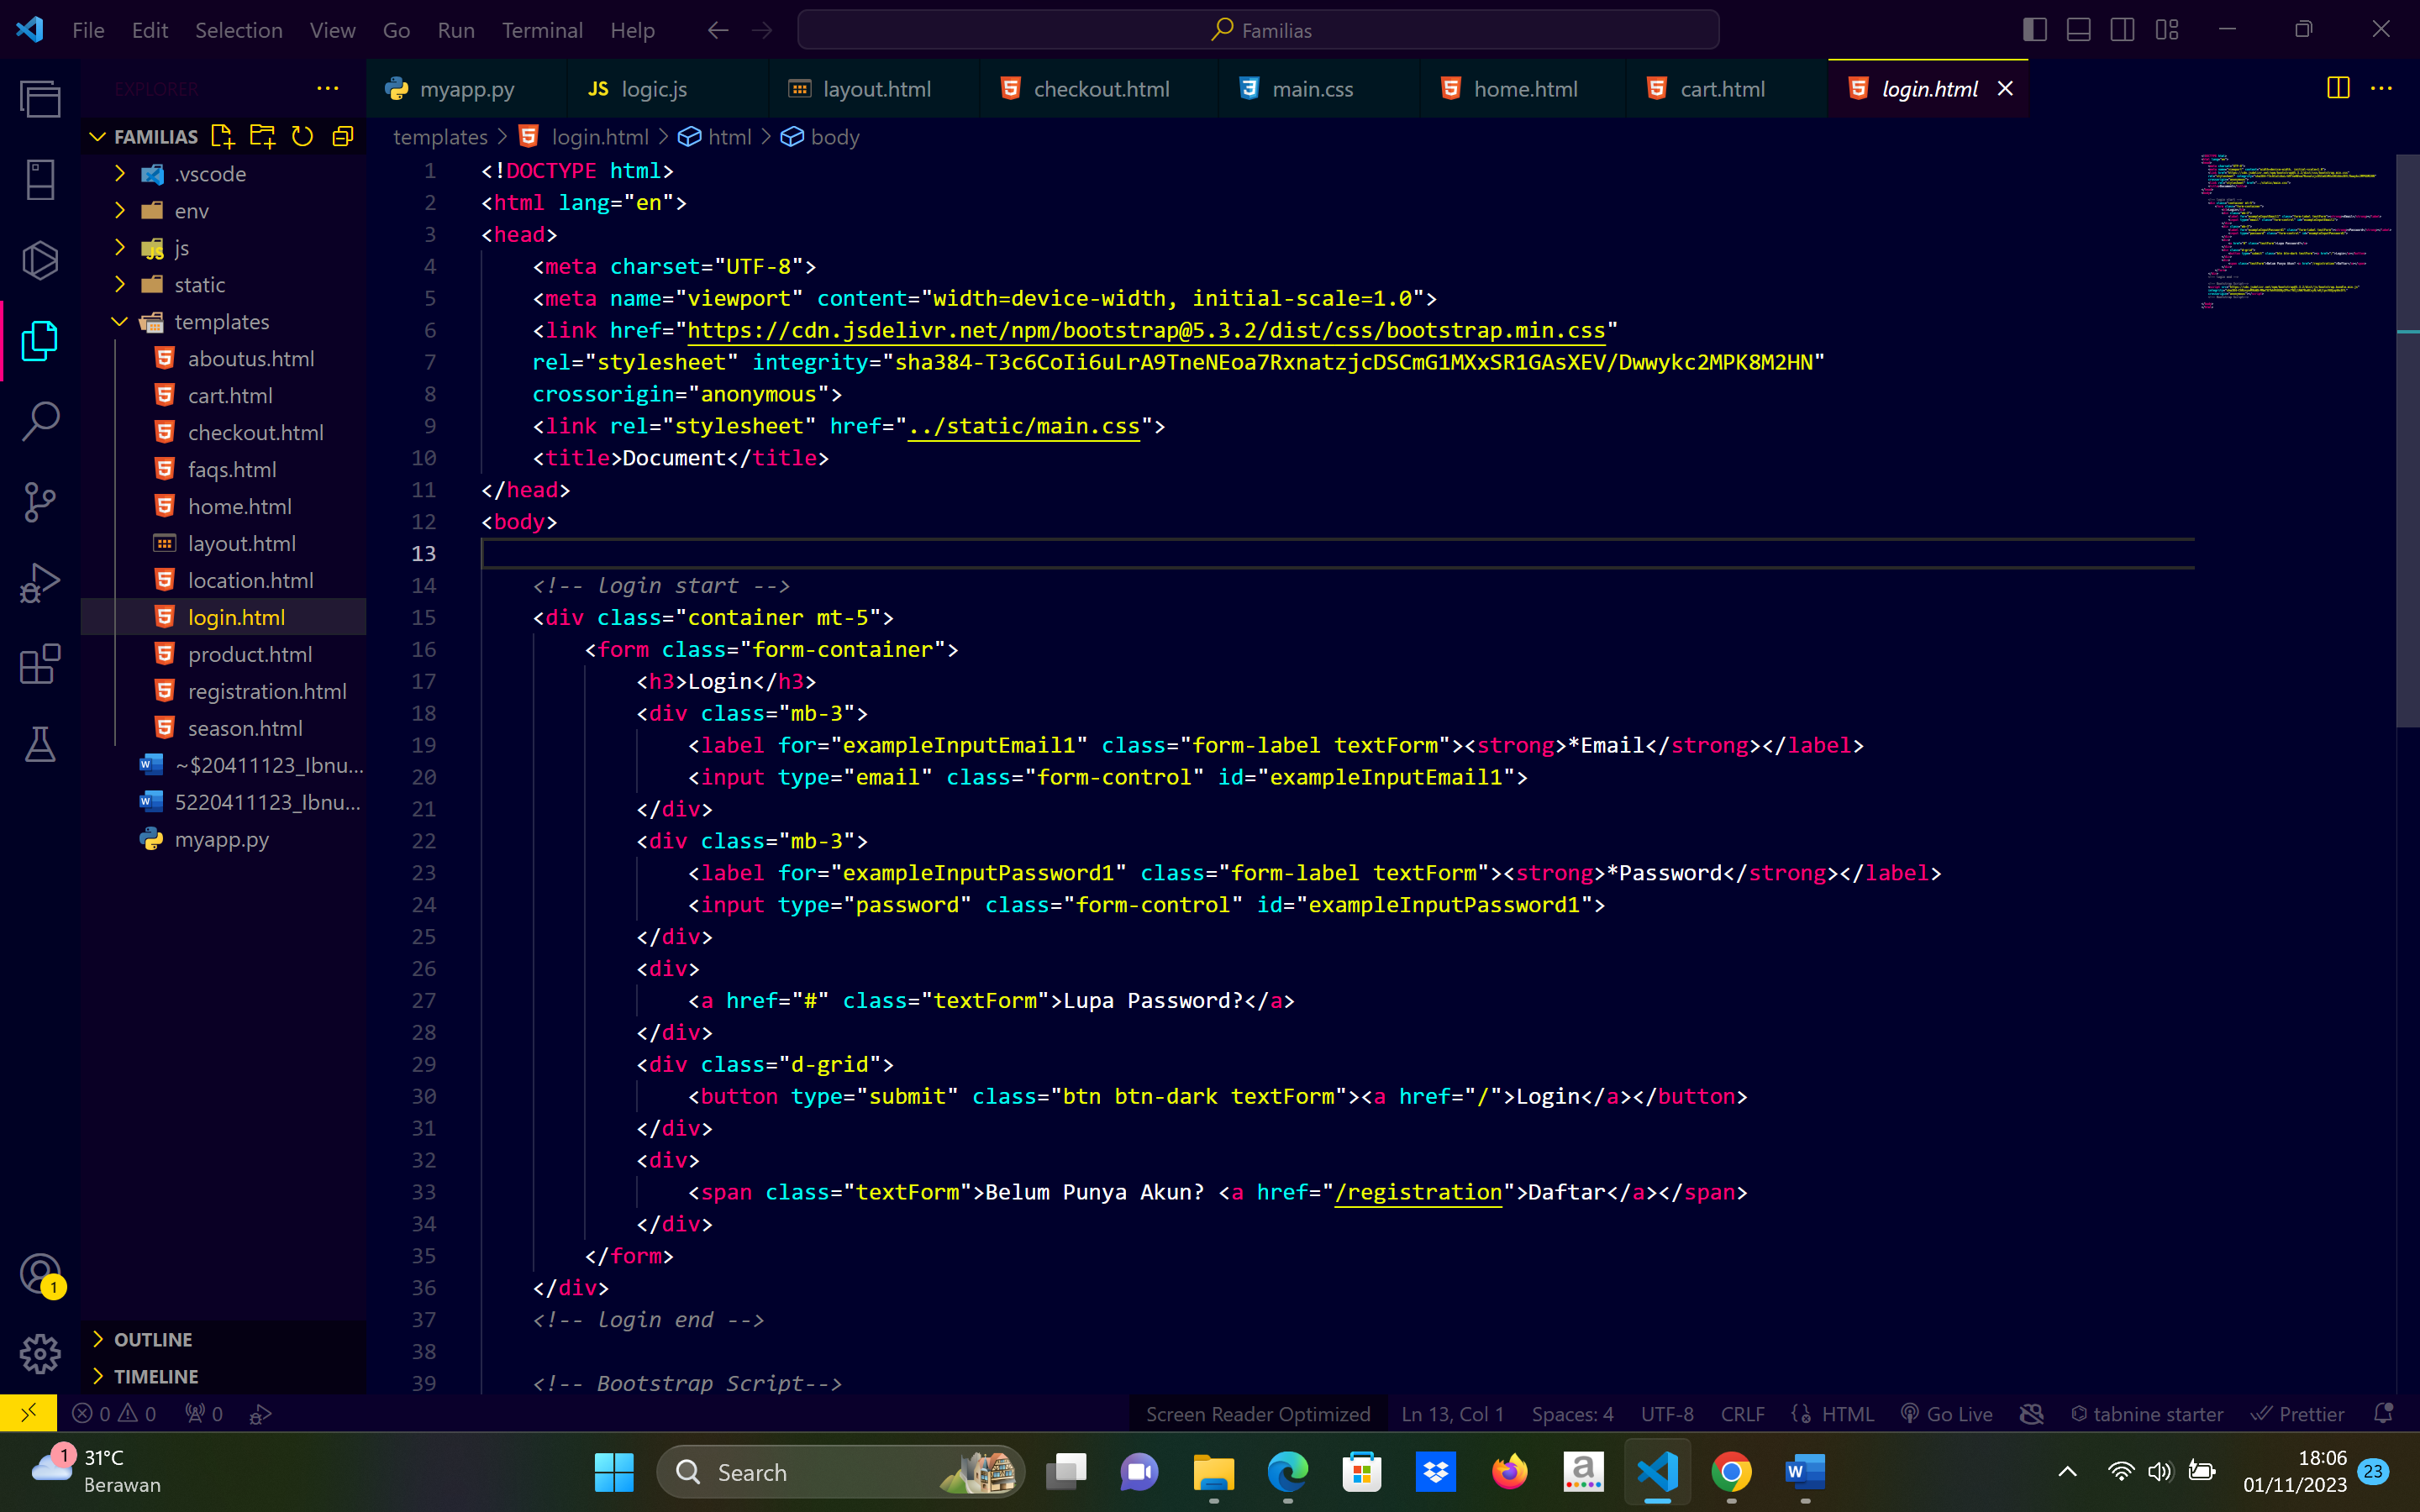 File Edit Selection View Go Run Terminal Help
Familias
EXPLORER
myapp.py
JS logic.js
layout.html
checkout.html
main.css
home.html
cart.html
login.html
FAMILIAS
templates > login.html > html > body
.vscode
env
js
static
templates
aboutus.html
cart.html
checkout.html
faqs.html
home.html
layout.html
location.html
login.html
product.html
registration.html
season.html
~$20411123_Ibnu...
5220411123_Ibnu...
myapp.py
OUTLINE
TIMELINE
1 <!DOCTYPE html>
2 <html lang="en">
3 <head>
4 <meta charset="UTF-8">
5 <meta name="viewport" content="width=device-width, initial-scale=1.0">
6 <link href="https://cdn.jsdelivr.net/npm/bootstrap@5.3.2/dist/css/bootstrap.min.css"
7 rel="stylesheet" integrity="sha384-T3c6CoIi6uLrA9TneNEoa7RxnatzjcDSCmG1MXxSR1GAsXEV/Dwwykc2MPK8M2HN"
8 crossorigin="anonymous">
9 <link rel="stylesheet" href="../static/main.css">
10 <title>Document</title>
11 </head>
12 <body>
13
14 <!-- login start -->
15 <div class="container mt-5">
16 <form class="form-container">
17 <h3>Login</h3>
18 <div class="mb-3">
19 <label for="exampleInputEmail1" class="form-label textForm"><strong>*Email</strong></label>
20 <input type="email" class="form-control" id="exampleInputEmail1">
21 </div>
22 <div class="mb-3">
23 <label for="exampleInputPassword1" class="form-label textForm"><strong>*Password</strong></label>
24 <input type="password" class="form-control" id="exampleInputPassword1">
25 </div>
26 <div>
27 <a href="#" class="textForm">Lupa Password?</a>
28 </div>
29 <div class="d-grid">
30 <button type="submit" class="btn btn-dark textForm"><a href="/">Login</a></button>
31 </div>
32 <div>
33 <span class="textForm">Belum Punya Akun? <a href="/registration">Daftar</a></span>
34 </div>
35 </form>
36 </div>
37 <!-- login end -->
38
39 <!-- Bootstrap Script-->
1
0 0 0
Screen Reader Optimized Ln 13, Col 1 Spaces: 4 UTF-8 CRLF HTML Go Live tabnine starter Prettier
1 31°C
Berawan
Search
18:06
01/11/2023
23